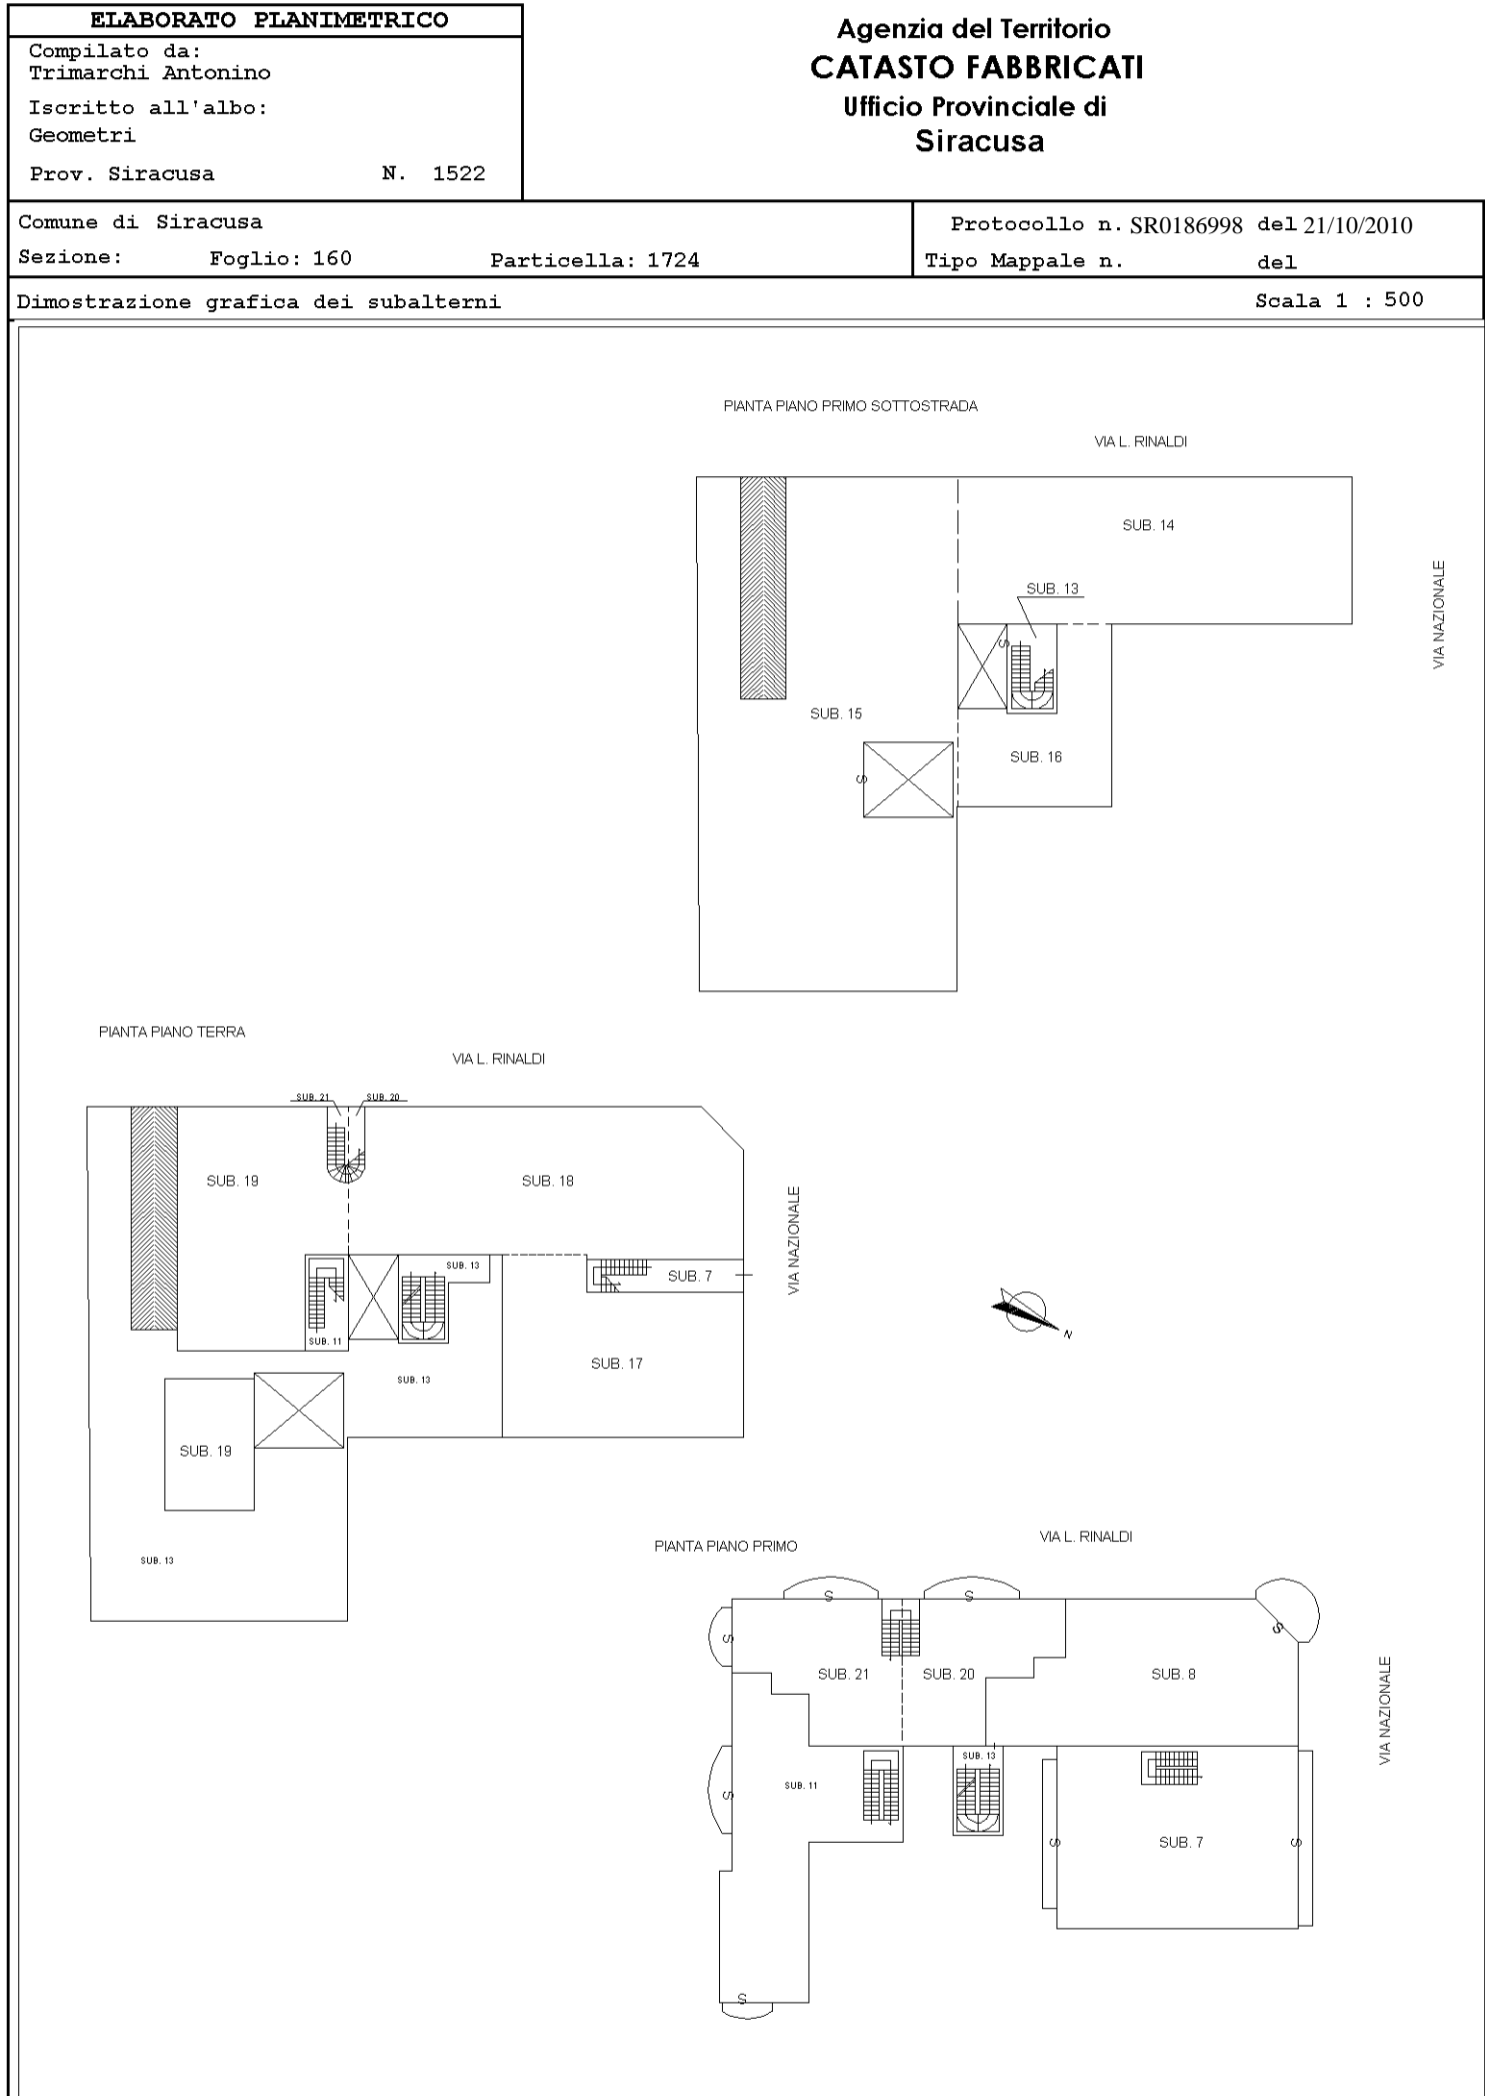 ELABORATO PLANIMETRICO
Compilato da:
Trimarchi Antonino
Iscritto all'albo:
Geometri
Prov. Siracusa N. 1522
Agenzia del Territorio
CATASTO FABBRICATI
Ufficio Provinciale di
Siracusa
Comune di Siracusa
Sezione: Foglio: 160 Particella: 1724
Protocollo n. SR0186998 del 21/10/2010
Tipo Mappale n. del
Dimostrazione grafica dei subalterni Scala 1 : 500
PIANTA PIANO PRIMO SOTTOSTRADA
VIA L. RINALDI
SUB. 14
VIA NAZIONALE
SUB. 13
S
SUB. 15
SUB. 16
S
PIANTA PIANO TERRA
VIA L. RINALDI
SUB. 21 SUB. 20
SUB. 19
SUB. 18
VIA NAZIONALE
SUB. 13
SUB. 7
SUB. 11
SUB. 17
SUB. 13
SUB. 19
SUB. 13
N
PIANTA PIANO PRIMO
VIA L. RINALDI
S
S
S
S
SUB. 21
SUB. 20
SUB. 8
VIA NAZIONALE
SUB. 13
SUB. 11
S
SUB. 7
S
S
S